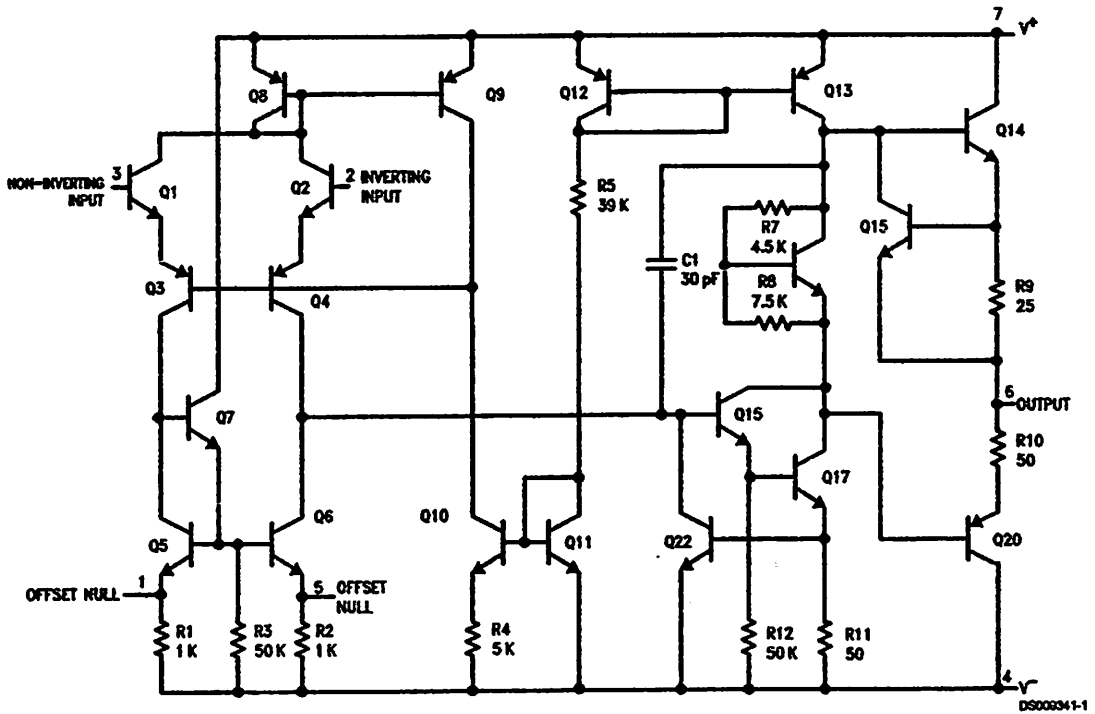 7 V+
Q8
Q9
Q12
Q13
Q14
3
NON-INVERTING
INPUT
Q1
Q2
2 INVERTING
INPUT
R5
39 K
R7
4.5 K
Q15
Q3
Q4
C1
30 pF
R8
7.5 K
R9
25
Q7
Q15
6
OUTPUT
R10
50
Q17
Q5
Q6
Q10
Q11
Q22
Q20
OFFSET NULL 1
5 OFFSET
NULL
R1
1 K
R3
50 K
R2
1 K
R4
5 K
R12
50 K
R11
50
4 V-
DS009341-1